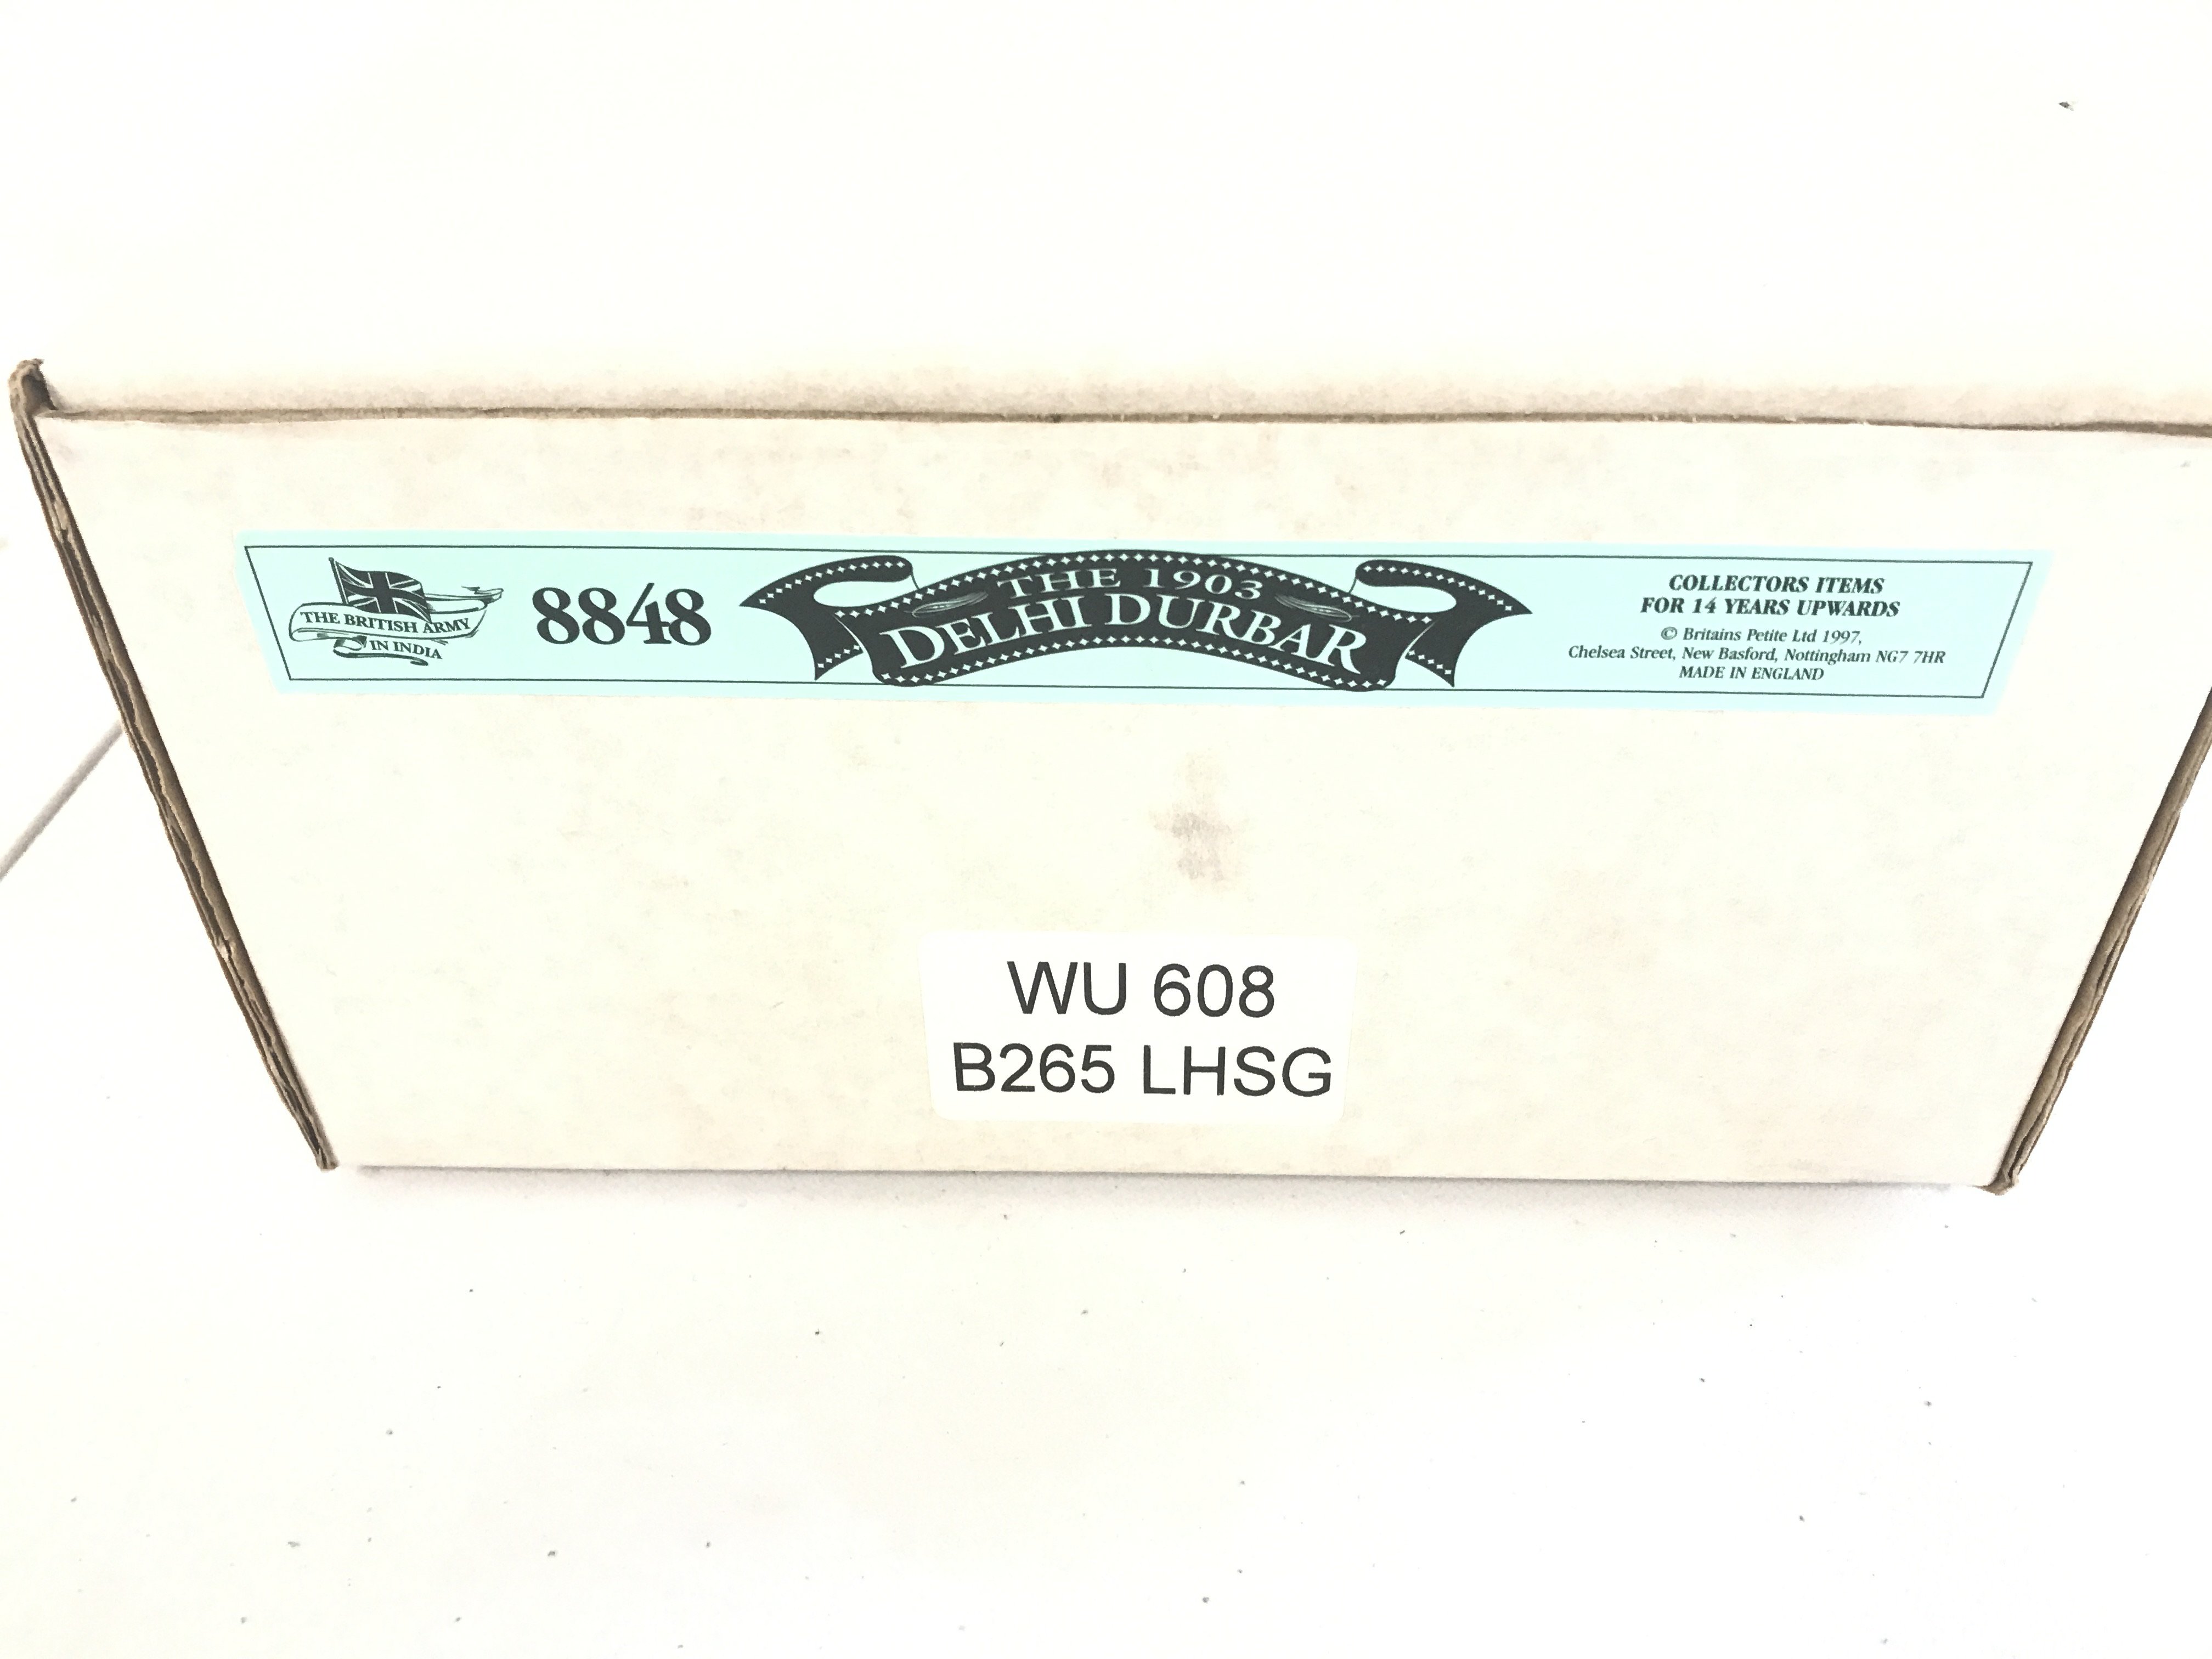 THE BRITISH ARMY
IN INDIA
8848
THE 1903
DELHI DURBAR
COLLECTORS ITEMS
FOR 14 YEARS UPWARDS
© Britains Petite Ltd 1997,
Chelsea Street, New Basford, Nottingham NG7 7HR
MADE IN ENGLAND
WU 608
B265 LHSG